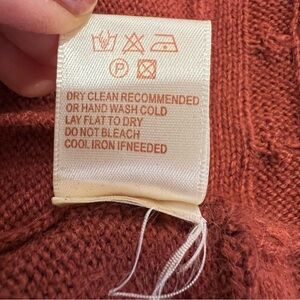 P
DRY CLEAN RECOMMENDED
OR HAND WASH COLD
LAY FLAT TO DRY
DO NOT BLEACH
COOL IRON IFNEEDED